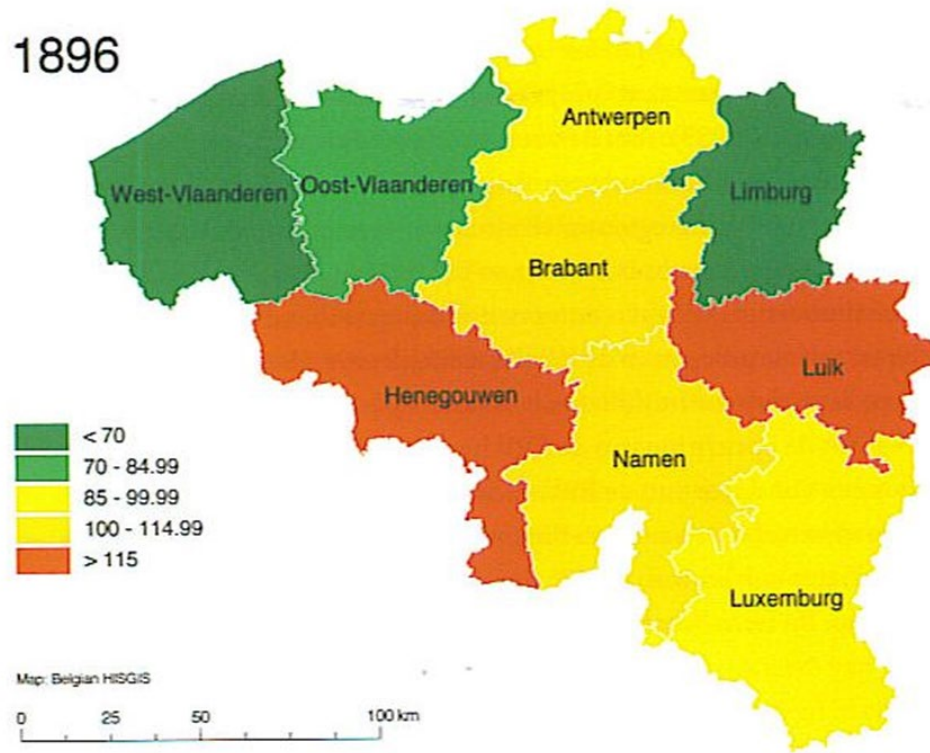 1896
Antwerpen
West-Vlaanderen
Oost-Vlaanderen
Limburg
Brabant
Luik
Henegouwen
Namen
Luxemburg
< 70
70 - 84.99
85 - 99.99
100 - 114.99
> 115
Map: Belgian HISGIS
0 25 50 100 km